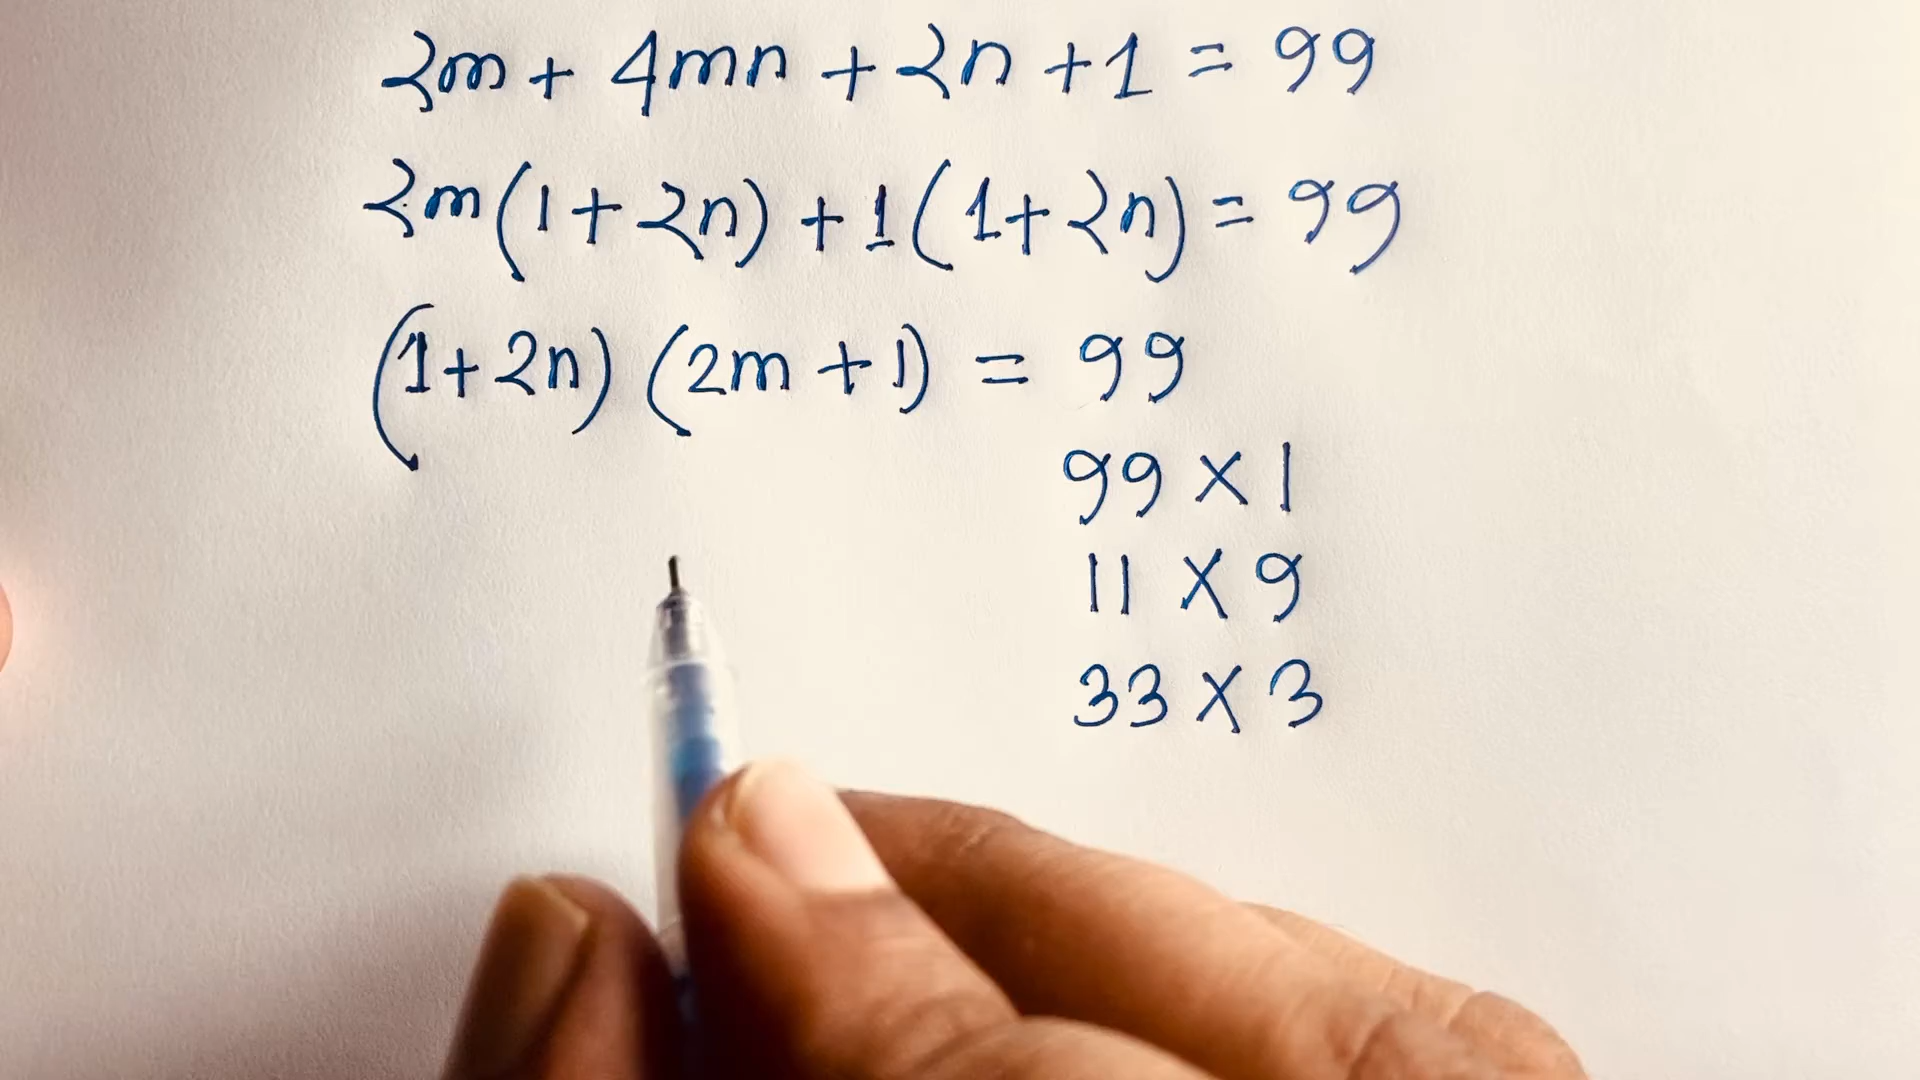 2m + 4mn + 2n + 1 = 99
2m(1 + 2n) + 1(1 + 2n) = 99
(1 + 2n) (2m + 1) = 99
99 × 1
11 × 9
33 × 3